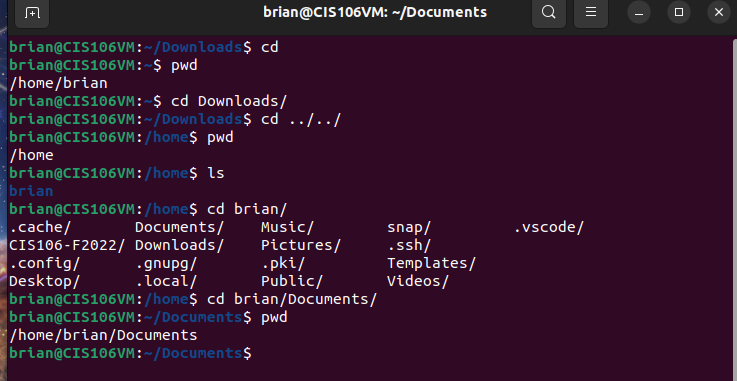 brian@CIS106VM: ~/Documents
brian@CIS106VM:~/Downloads$ cd
brian@CIS106VM:~$ pwd
/home/brian
brian@CIS106VM:~$ cd Downloads/
brian@CIS106VM:~/Downloads$ cd ../../
brian@CIS106VM:/home$ pwd
/home
brian@CIS106VM:/home$ ls
brian
brian@CIS106VM:/home$ cd brian/
.cache/ Documents/ Music/ snap/ .vscode/
CIS106-F2022/ Downloads/ Pictures/ .ssh/
.config/ .gnupg/ .pki/ Templates/
Desktop/ .local/ Public/ Videos/
brian@CIS106VM:/home$ cd brian/Documents/
brian@CIS106VM:~/Documents$ pwd
/home/brian/Documents
brian@CIS106VM:~/Documents$